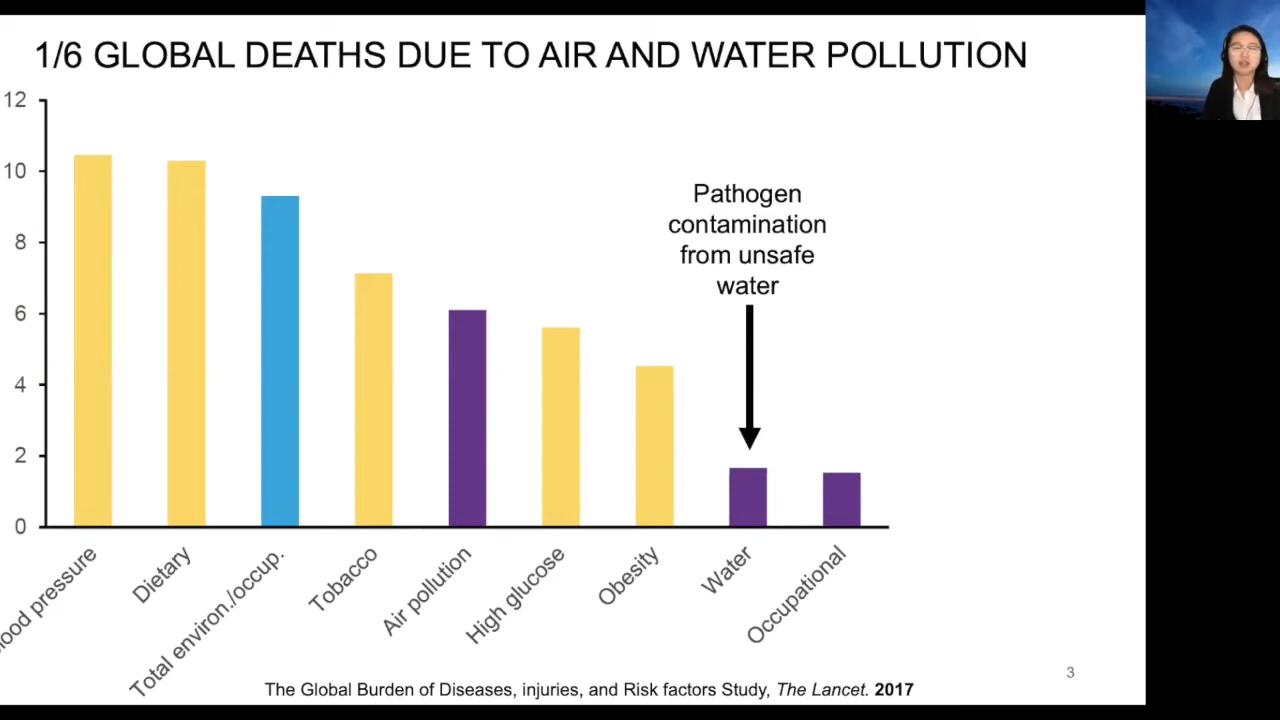 1/6 GLOBAL DEATHS DUE TO AIR AND WATER POLLUTION
12
10
8
6
4
2
0
Pathogen
contamination
from unsafe
water
pressure
Dietary
Total environ./occup.
Tobacco
Air pollution
High glucose
Obesity
Water
Occupational
3
The Global Burden of Diseases, injuries, and Risk factors Study, The Lancet. 2017